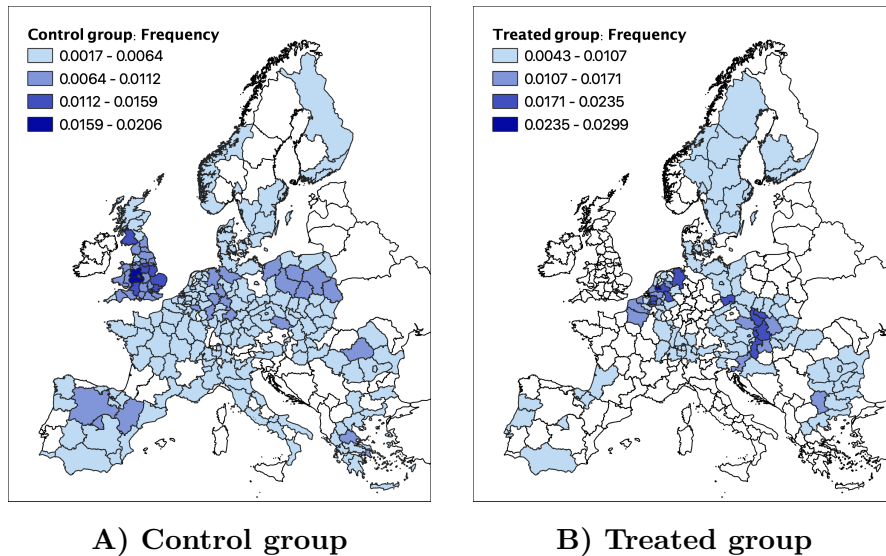 Control group: Frequency
0.0017 - 0.0064
0.0064 - 0.0112
0.0112 - 0.0159
0.0159 - 0.0206
Treated group: Frequency
0.0043 - 0.0107
0.0107 - 0.0171
0.0171 - 0.0235
0.0235 - 0.0299
A) Control group
B) Treated group